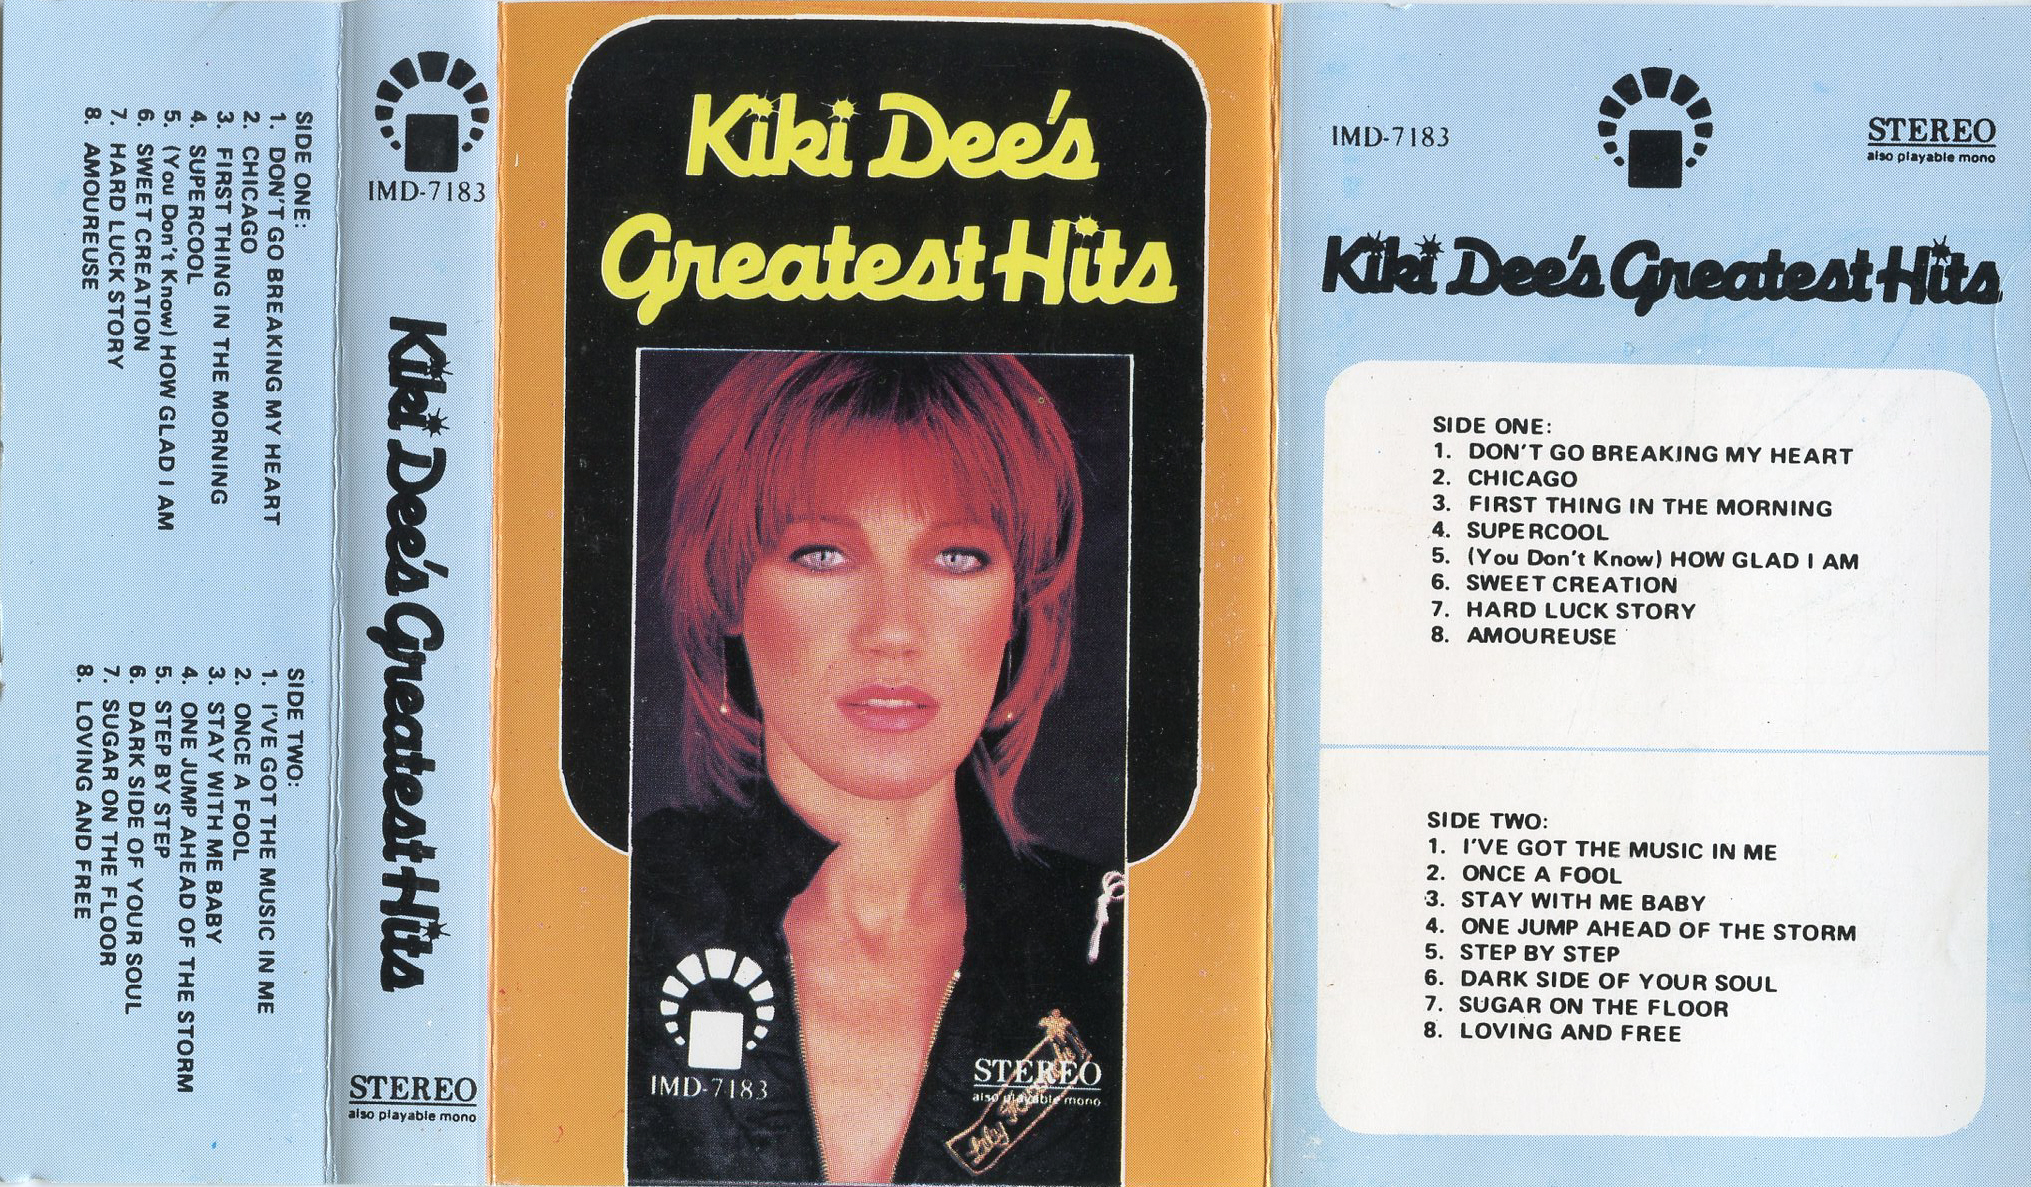 SIDE ONE:
1. DON'T GO BREAKING MY HEART
2. CHICAGO
3. FIRST THING IN THE MORNING
4. SUPERCOOL
5. (You Don't Know) HOW GLAD I AM
6. SWEET CREATION
7. HARD LUCK STORY
8. AMOUREUSE
SIDE TWO:
1. I'VE GOT THE MUSIC IN ME
2. ONCE A FOOL
3. STAY WITH ME BABY
4. ONE JUMP AHEAD OF THE STORM
5. STEP BY STEP
6. DARK SIDE OF YOUR SOUL
7. SUGAR ON THE FLOOR
8. LOVING AND FREE
IMD-7183
Kiki Dee's Greatest Hits
STEREO
also playable mono
Kiki Dee's
Greatest Hits
IMD-7183
STEREO
also playable mono
IMD-7183
STEREO
also playable mono
Kiki Dee's Greatest Hits
SIDE ONE:
1. DON'T GO BREAKING MY HEART
2. CHICAGO
3. FIRST THING IN THE MORNING
4. SUPERCOOL
5. (You Don't Know) HOW GLAD I AM
6. SWEET CREATION
7. HARD LUCK STORY
8. AMOUREUSE
SIDE TWO:
1. I'VE GOT THE MUSIC IN ME
2. ONCE A FOOL
3. STAY WITH ME BABY
4. ONE JUMP AHEAD OF THE STORM
5. STEP BY STEP
6. DARK SIDE OF YOUR SOUL
7. SUGAR ON THE FLOOR
8. LOVING AND FREE